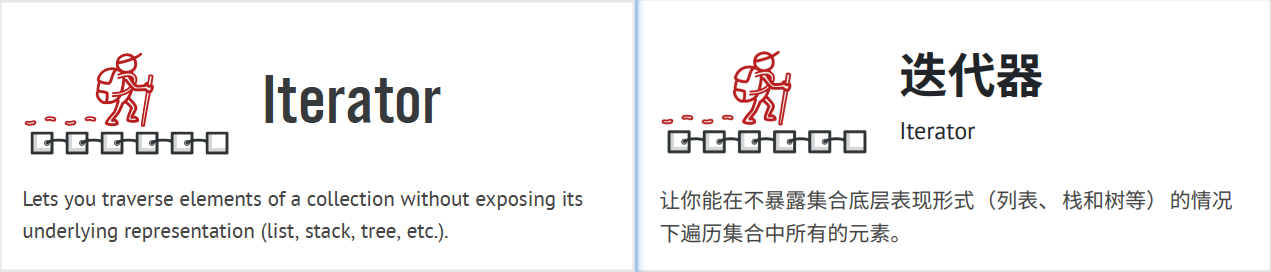 Iterator
Lets you traverse elements of a collection without exposing its
underlying representation (list, stack, tree, etc.).
迭代器
Iterator
让你能在不暴露集合底层表现形式（列表、栈和树等）的情况
下遍历集合中所有的元素。